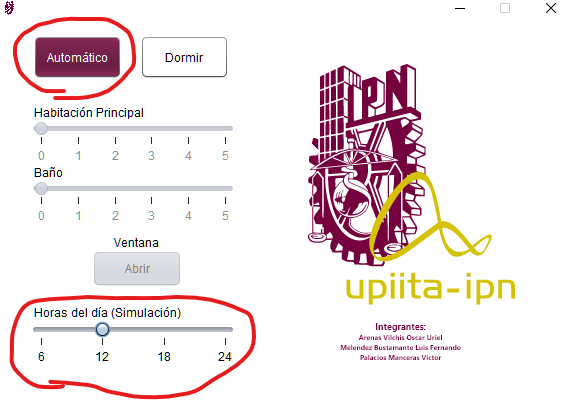 Automático
Dormir
Habitación Principal
0 1 2 3 4 5
Baño
0 1 2 3 4 5
Ventana
Abrir
Horas del día (Simulación)
6 12 18 24
IPN
upiita-ipn
Integrantes:
Arenas Vilchis Oscar Uriel
Melendez Bustamante Luis Fernando
Palacios Manceras Victor